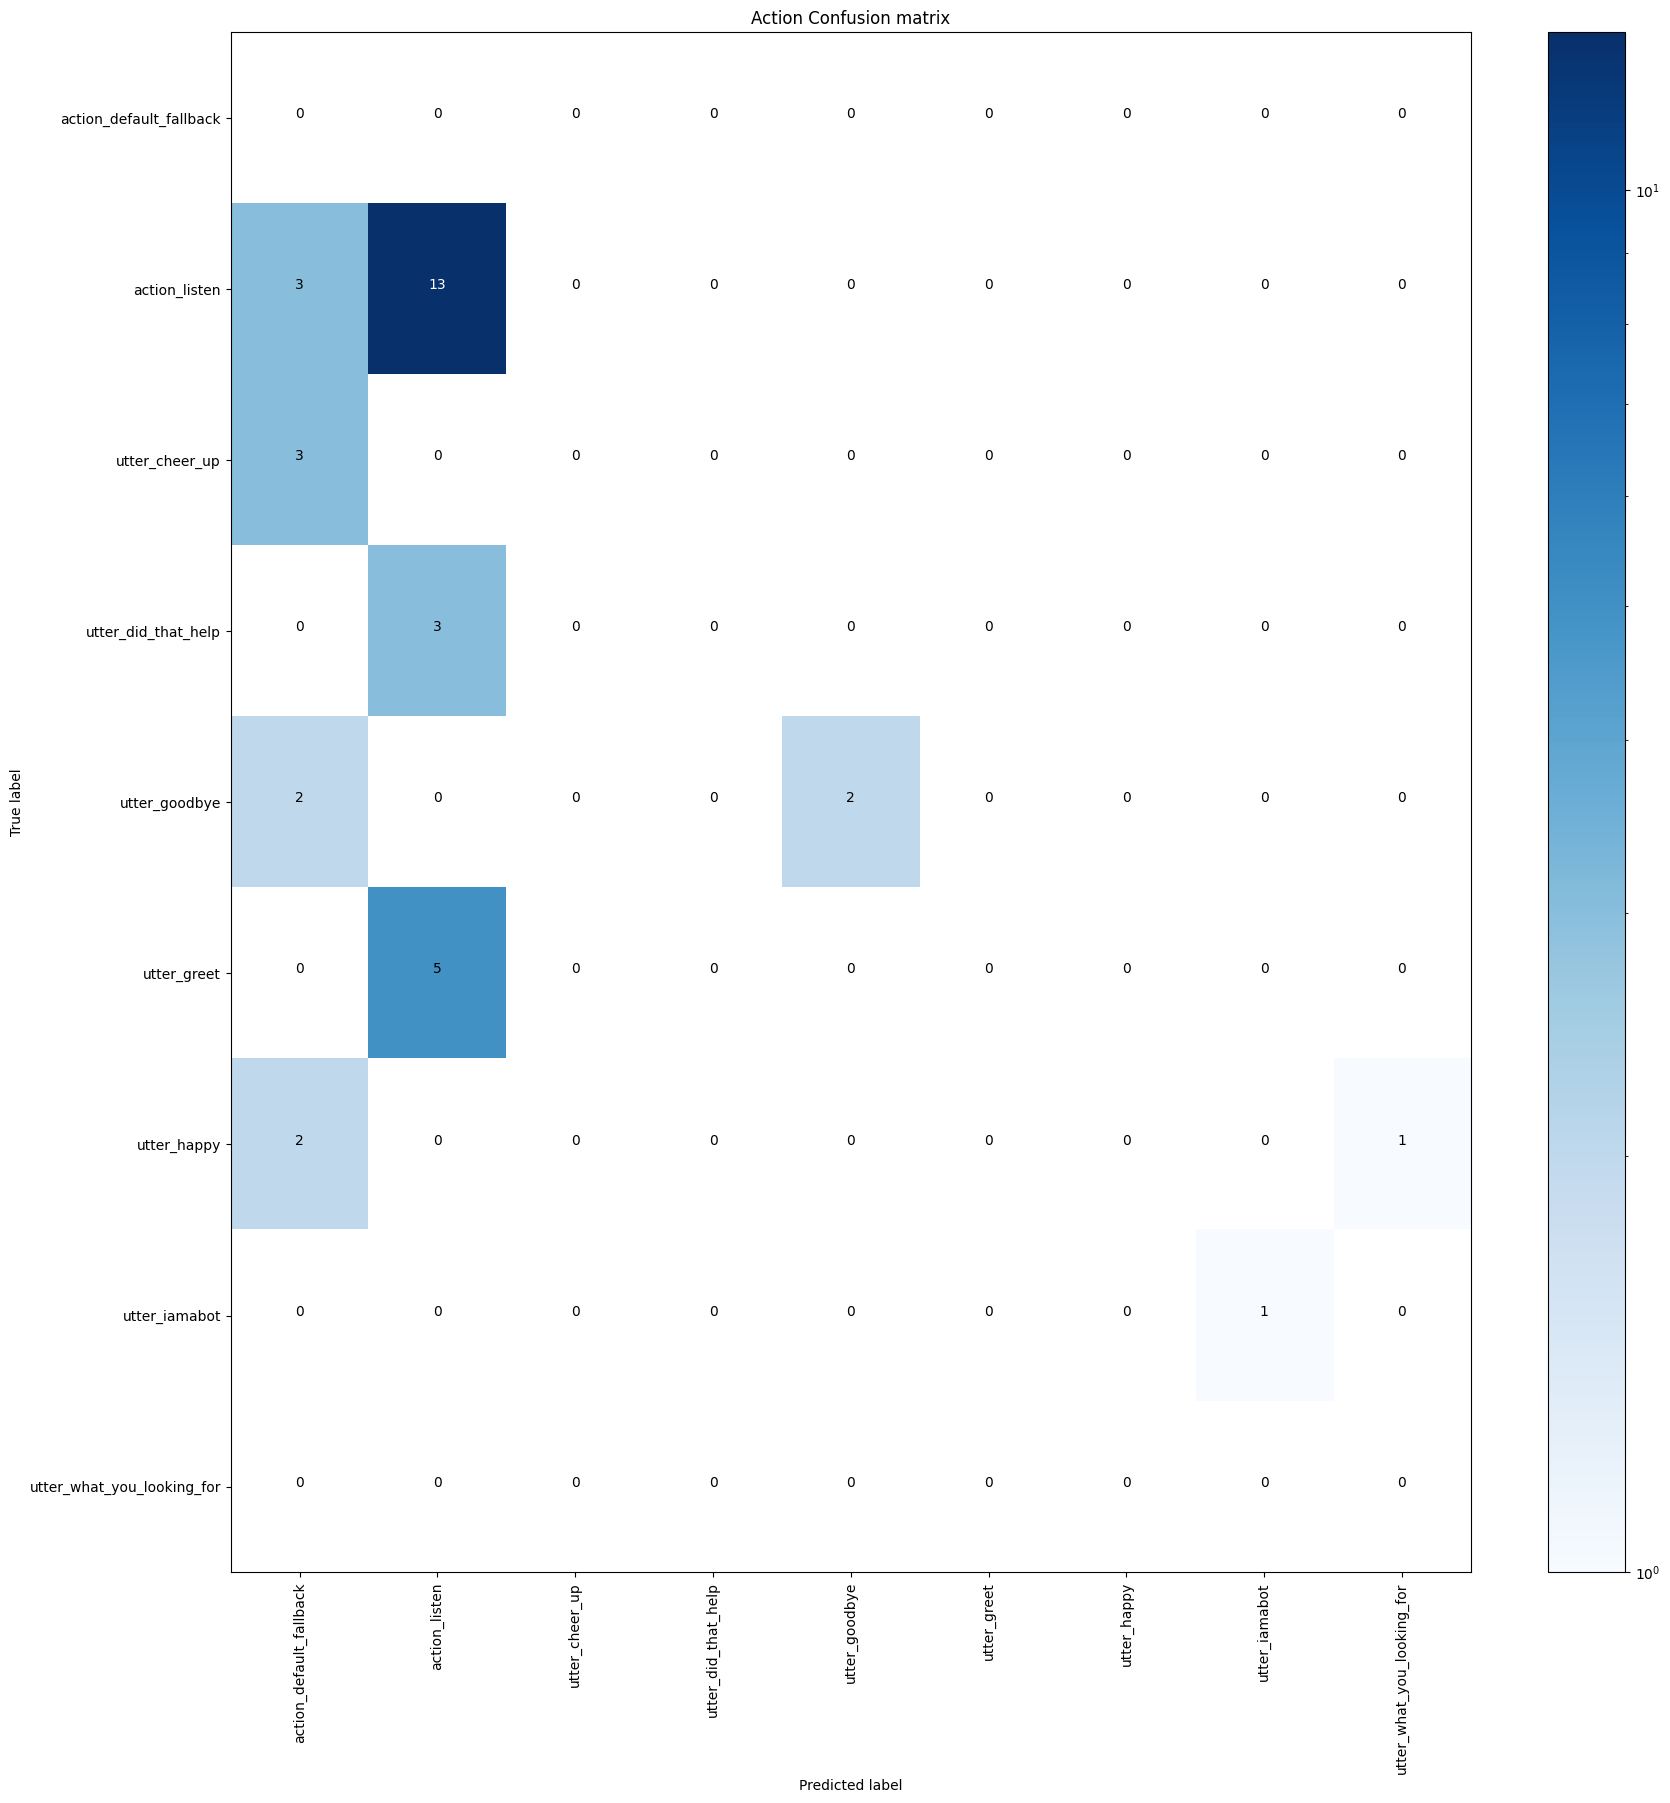 Action Confusion matrix
True label
action_default_fallback 0 0 0 0 0 0 0 0 0
action_listen 3 13 0 0 0 0 0 0 0
utter_cheer_up 3 0 0 0 0 0 0 0 0
utter_did_that_help 0 3 0 0 0 0 0 0 0
utter_goodbye 2 0 0 0 2 0 0 0 0
utter_greet 0 5 0 0 0 0 0 0 0
utter_happy 2 0 0 0 0 0 0 0 1
utter_iamabot 0 0 0 0 0 0 0 1 0
utter_what_you_looking_for 0 0 0 0 0 0 0 0 0
action_default_fallback
action_listen
utter_cheer_up
utter_did_that_help
utter_goodbye
utter_greet
utter_happy
utter_iamabot
utter_what_you_looking_for
Predicted label
10¹
10⁰